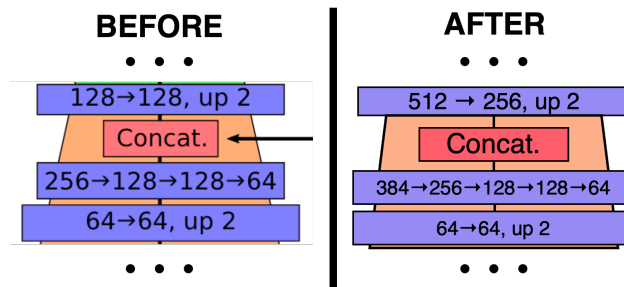 BEFORE
• • •
128→128, up 2
Concat.
256→128→128→64
64→64, up 2
• • •
AFTER
• • •
512 → 256, up 2
Concat.
384→256→128→128→64
64→64, up 2
• • •